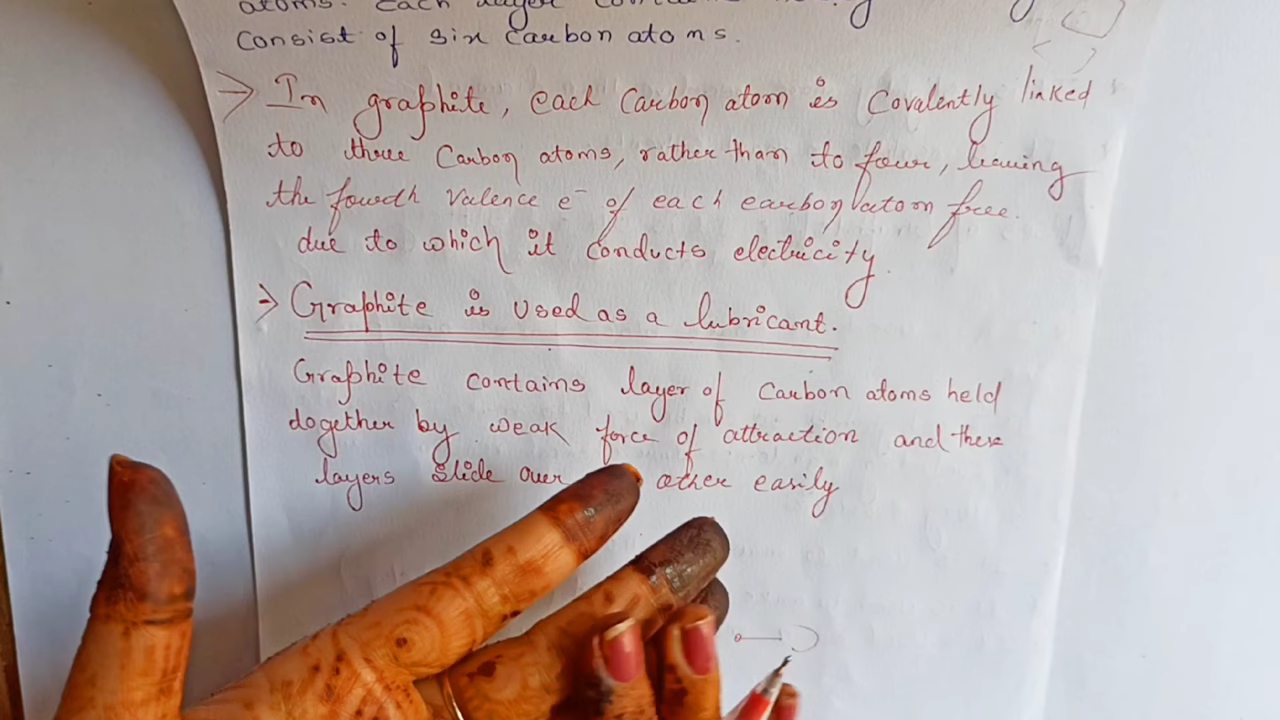 atoms. Each layer
Consist of six Carbon atoms.
In graphite, each Carbon atom is Covalently linked
to three Carbon atoms, rather than to four, leaving
the fourth valence e⁻ of each carbon atom free.
due to which it conducts electricity.
→ Graphite is used as a lubricant.
Graphite contains layer of Carbon atoms held
together by weak force of attraction and these
layers slide over other easily